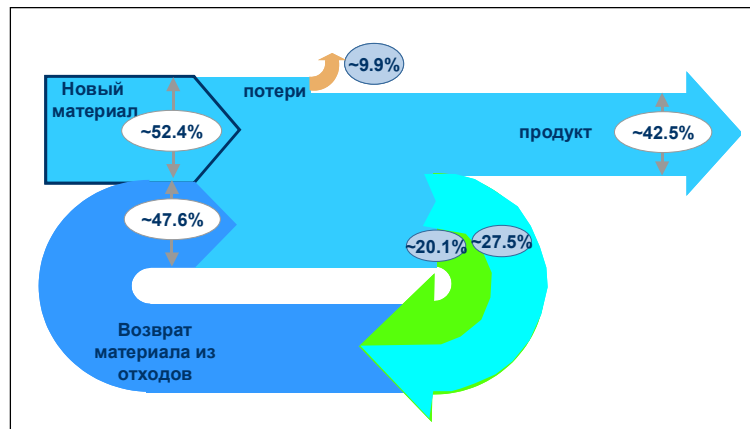 ~9.9%
Новый
материал
потери
~52.4%
продукт
~42.5%
~47.6%
~20.1%
~27.5%
Возврат
материала из
отходов